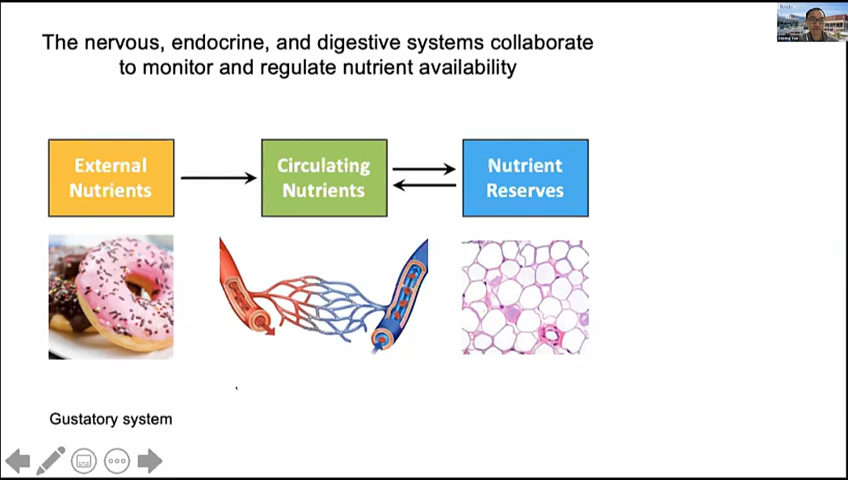 The nervous, endocrine, and digestive systems collaborate
to monitor and regulate nutrient availability
External
Nutrients
Circulating
Nutrients
Nutrient
Reserves
Gustatory system